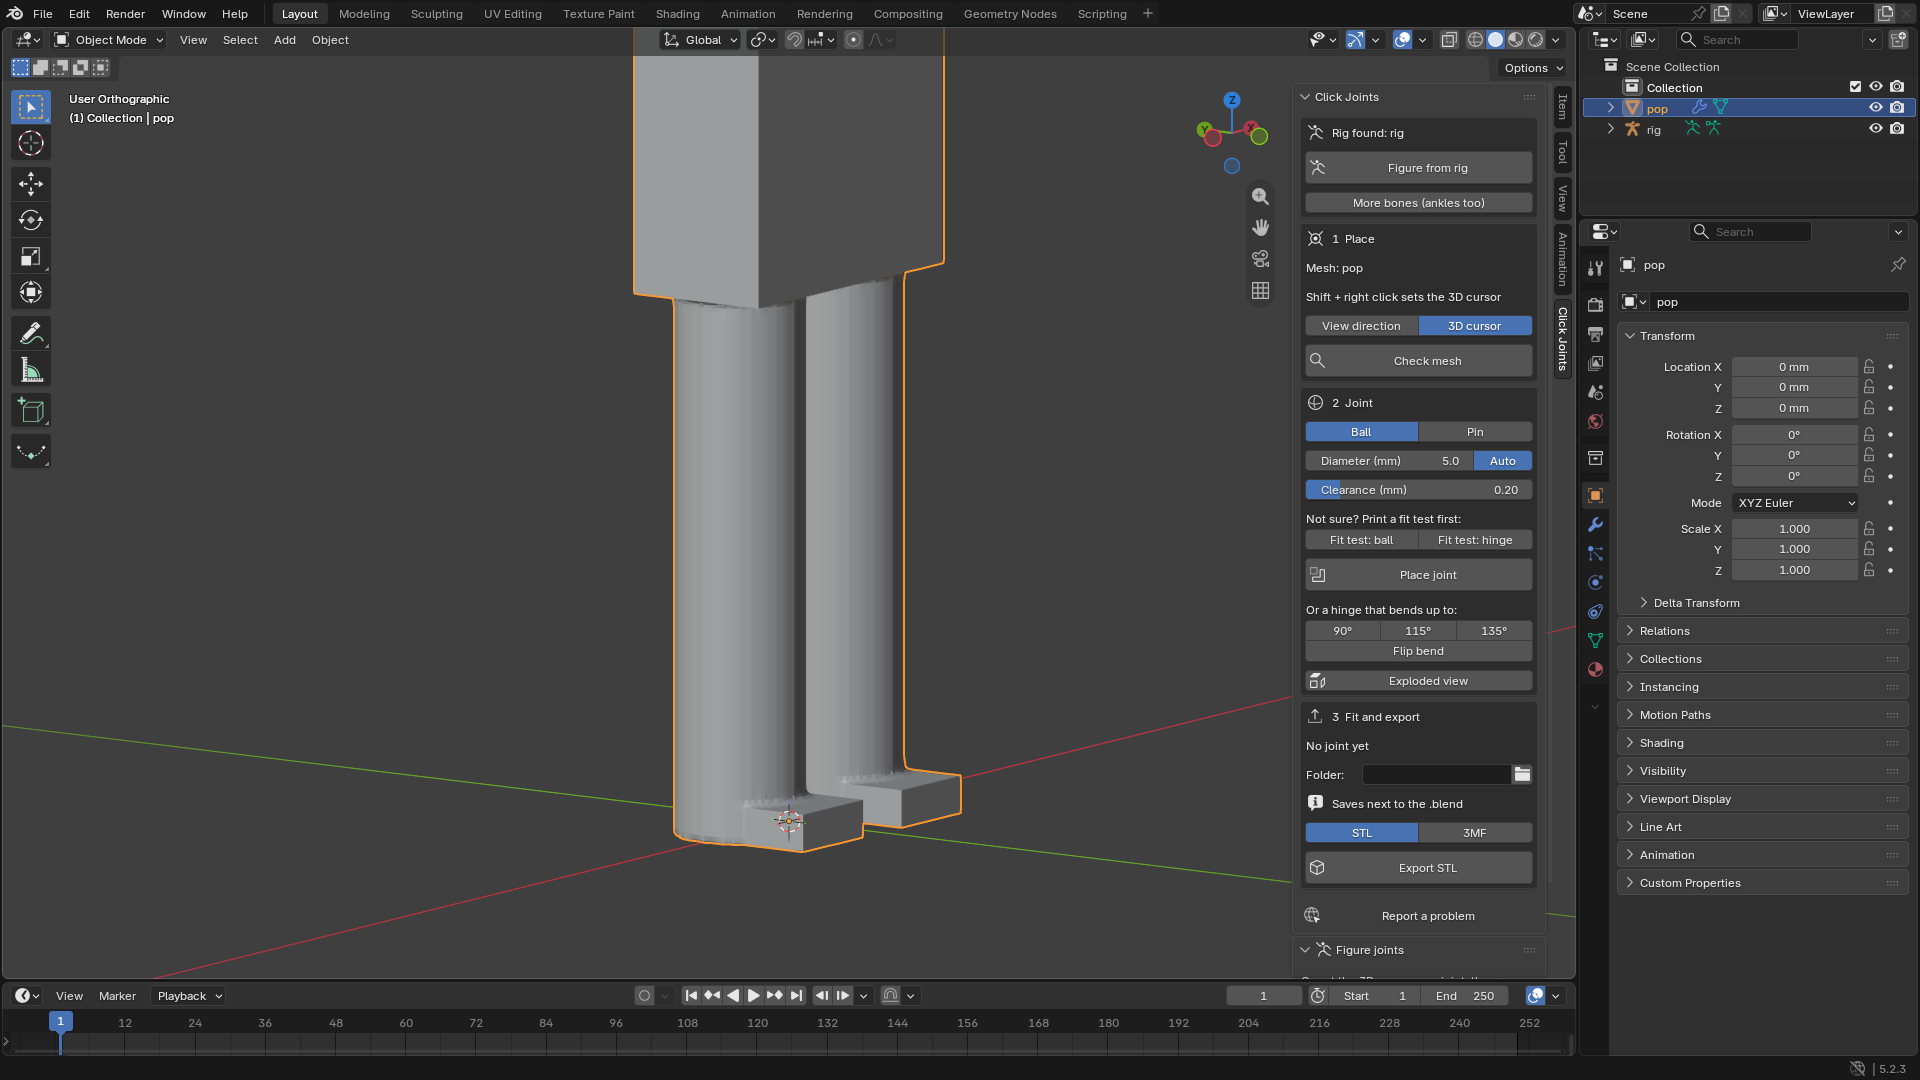 File Edit Render Window Help Layout Modeling Sculpting UV Editing Texture Paint Shading Animation Rendering Compositing Geometry Nodes Scripting + Scene ViewLayer
Object Mode View Select Add Object Global Search
Options
User Orthographic
(1) Collection | pop
Z
Y
X
Click Joints
Rig found: rig
Figure from rig
More bones (ankles too)
1 Place
Mesh: pop
Shift + right click sets the 3D cursor
View direction 3D cursor
Check mesh
2 Joint
Ball Pin
Diameter (mm) 5.0 Auto
Clearance (mm) 0.20
Not sure? Print a fit test first:
Fit test: ball Fit test: hinge
Place joint
Or a hinge that bends up to:
90° 115° 135°
Flip bend
Exploded view
3 Fit and export
No joint yet
Folder:
Saves next to the .blend
STL 3MF
Export STL
Report a problem
Figure joints
Item
Tool
View
Animation
Click Joints
Scene Collection
Collection
pop
rig
Search
pop
pop
Transform
Location X 0 mm
Y 0 mm
Z 0 mm
Rotation X 0°
Y 0°
Z 0°
Mode XYZ Euler
Scale X 1.000
Y 1.000
Z 1.000
Delta Transform
Relations
Collections
Instancing
Motion Paths
Shading
Visibility
Viewport Display
Line Art
Animation
Custom Properties
View Marker Playback 1 Start 1 End 250
1 12 24 36 48 60 72 84 96 108 120 132 144 156 168 180 192 204 216 228 240 252
5.2.3